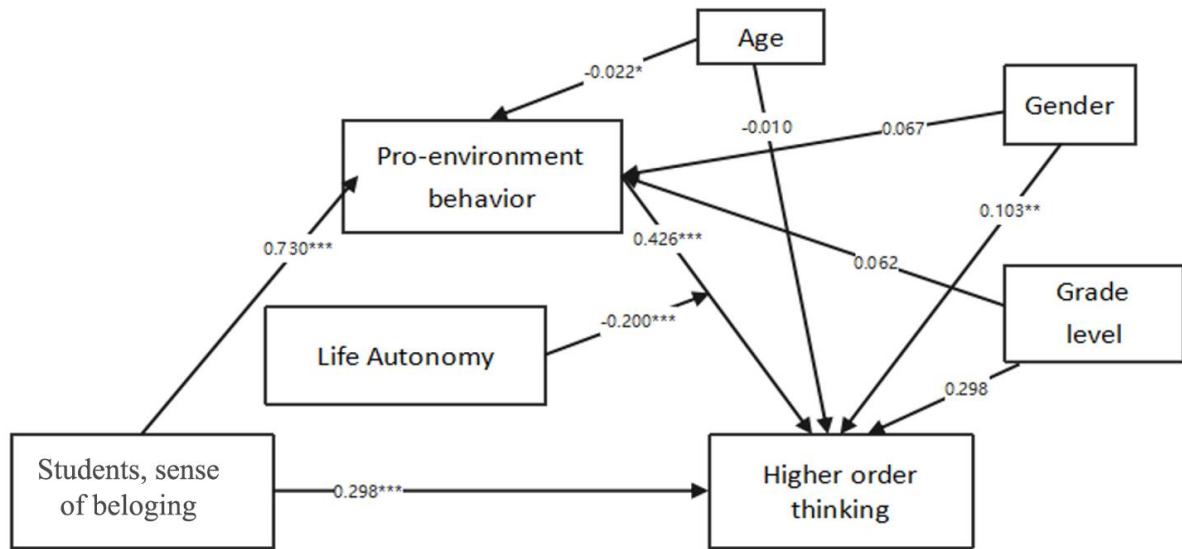 Age
-0.022*
Gender
-0.010
0.067
Pro-environment
behavior
0.103**
0.426***
0.730***
0.062
Grade
level
-0.200***
Life Autonomy
0.298
Students, sense
of beloging
Higher order
thinking
0.298***